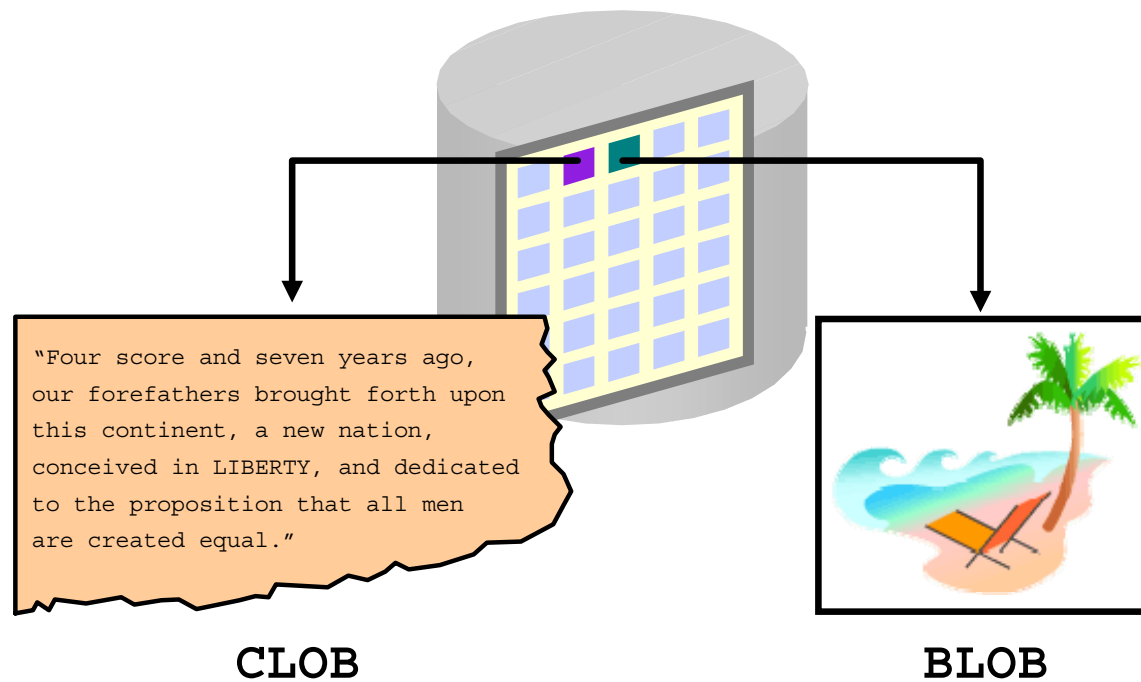 “Four score and seven years ago,
our forefathers brought forth upon
this continent, a new nation,
conceived in LIBERTY, and dedicated
to the proposition that all men
are created equal.”
CLOB
BLOB